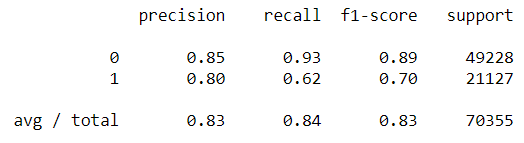 precision recall f1-score support
0 0.85 0.93 0.89 49228
1 0.80 0.62 0.70 21127
avg / total 0.83 0.84 0.83 70355